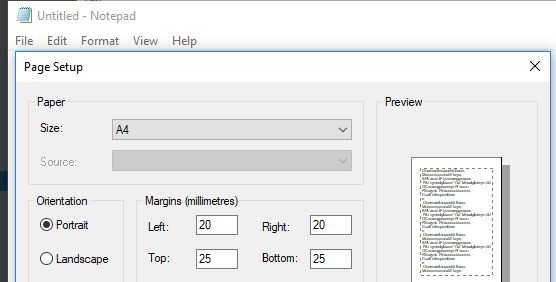 Untitled - Notepad
File Edit Format View Help
Page Setup
Paper
Size: A4
Source:
Orientation
Portrait
Landscape
Margins (millimetres)
Left: 20 Right: 20
Top: 25 Bottom: 25
Preview